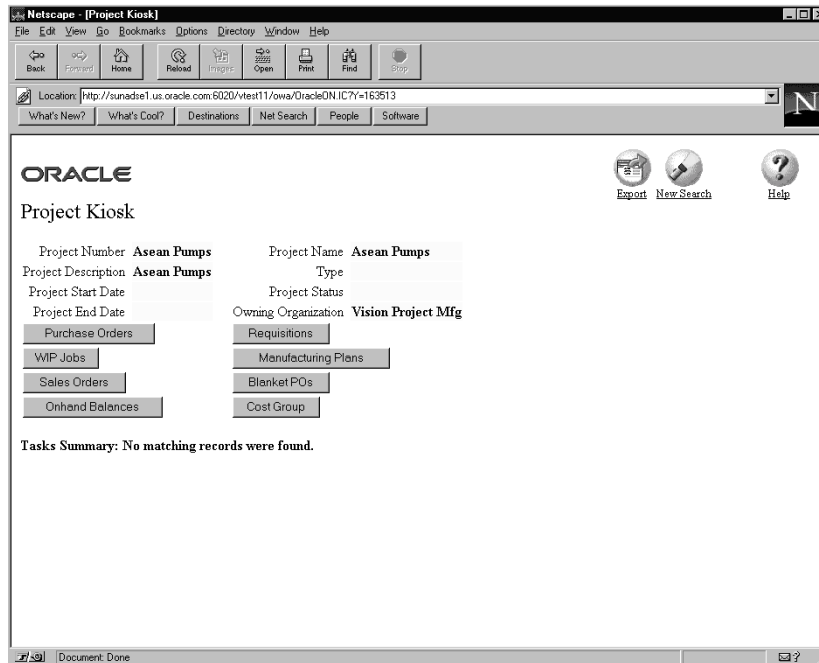 Netscape - [Project Kiosk]
File Edit View Go Bookmarks Options Directory Window Help
Back Forward Home Reload Images Open Print Find Stop
Location: http://sunadse1.us.oracle.com:6020/vtest11/owa/OracleON.IC?Y=163513
What's New? What's Cool? Destinations Net Search People Software
N
ORACLE
Export New Search Help
Project Kiosk
Project Number Asean Pumps Project Name Asean Pumps
Project Description Asean Pumps Type
Project Start Date Project Status
Project End Date Owning Organization Vision Project Mfg
Purchase Orders Requisitions
WIP Jobs Manufacturing Plans
Sales Orders Blanket POs
Onhand Balances Cost Group
Tasks Summary: No matching records were found.
Document: Done